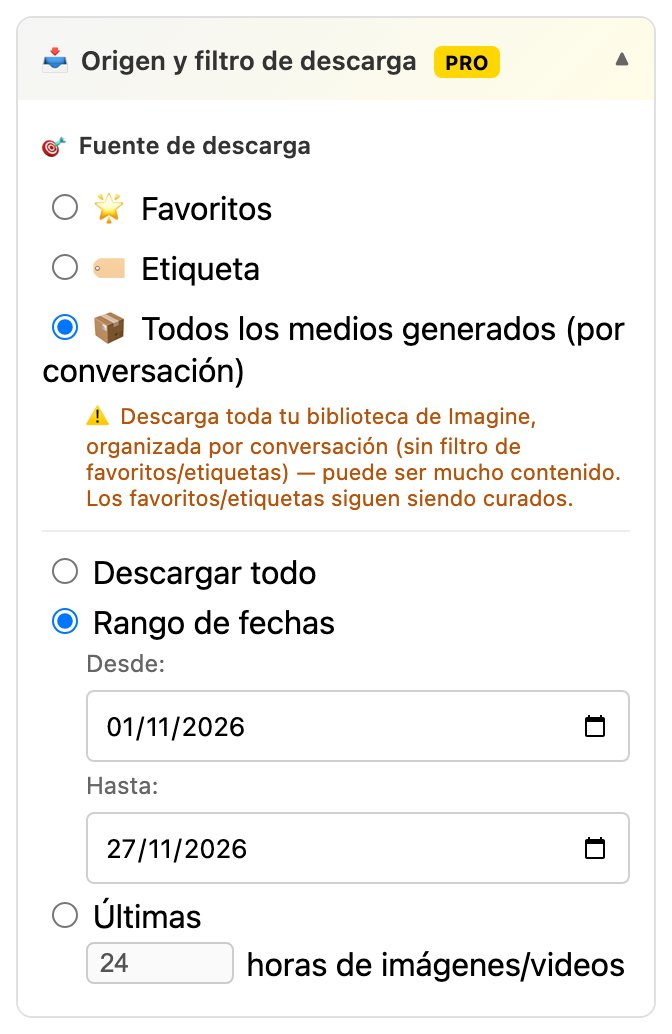 Origen y filtro de descarga PRO
Fuente de descarga
Favoritos
Etiqueta
Todos los medios generados (por
conversación)
Descarga toda tu biblioteca de Imagine,
organizada por conversación (sin filtro de
favoritos/etiquetas) — puede ser mucho contenido.
Los favoritos/etiquetas siguen siendo curados.
Descargar todo
Rango de fechas
Desde:
01/11/2026
Hasta:
27/11/2026
Últimas
24 horas de imágenes/videos